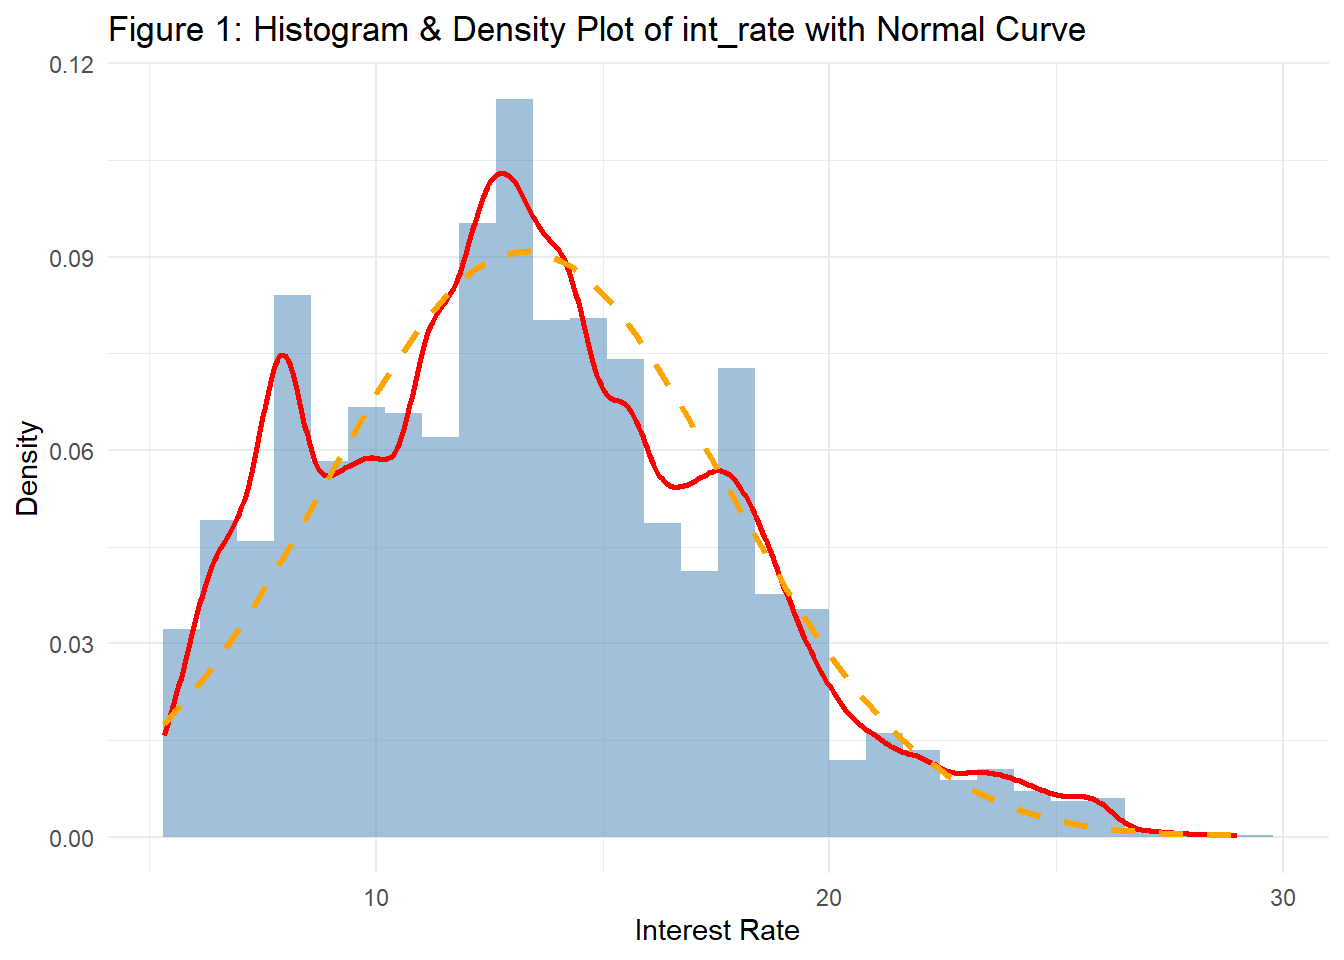 Figure 1: Histogram & Density Plot of int_rate with Normal Curve
0.12
0.09
0.06
0.03
0.00
Density
10
20
30
Interest Rate